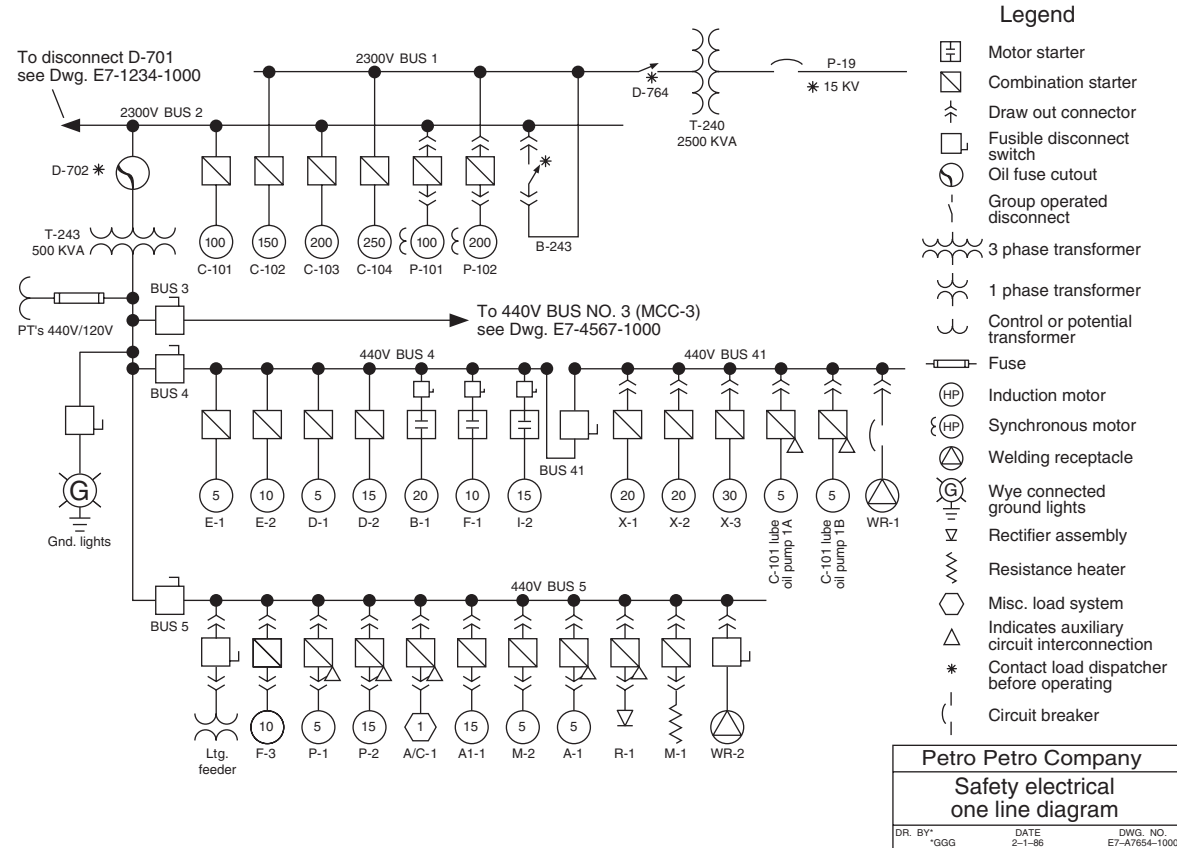 To disconnect D-701
see Dwg. E7-1234-1000
2300V BUS 1
2300V BUS 2
D-764
T-240
2500 KVA
P-19
* 15 KV
D-702 *
T-243
500 KVA
100
150
200
250
100
200
C-101
C-102
C-103
C-104
P-101
P-102
B-243
*
*
PT's 440V/120V
BUS 3
To 440V BUS NO. 3 (MCC-3)
see Dwg. E7-4567-1000
BUS 4
440V BUS 4
440V BUS 41
BUS 41
G
Gnd. lights
5
10
5
15
20
10
15
20
20
30
5
5
E-1
E-2
D-1
D-2
B-1
F-1
I-2
X-1
X-2
X-3
C-101 lube
oil pump 1A
C-101 lube
oil pump 1B
WR-1
BUS 5
440V BUS 5
10
5
15
1
15
5
5
Ltg.
feeder
F-3
P-1
P-2
A/C-1
A1-1
M-2
A-1
R-1
M-1
WR-2
Legend
Motor starter
Combination starter
Draw out connector
Fusible disconnect
switch
Oil fuse cutout
Group operated
disconnect
3 phase transformer
1 phase transformer
Control or potential
transformer
Fuse
HP
Induction motor
HP
Synchronous motor
Welding receptacle
G
Wye connected
ground lights
Rectifier assembly
Resistance heater
Misc. load system
Indicates auxiliary
circuit interconnection
* Contact load dispatcher
before operating
Circuit breaker
Petro Petro Company
Safety electrical
one line diagram
DR. BY* DATE DWG. NO.
*GGG 2-1-86 E7-A7654-1000